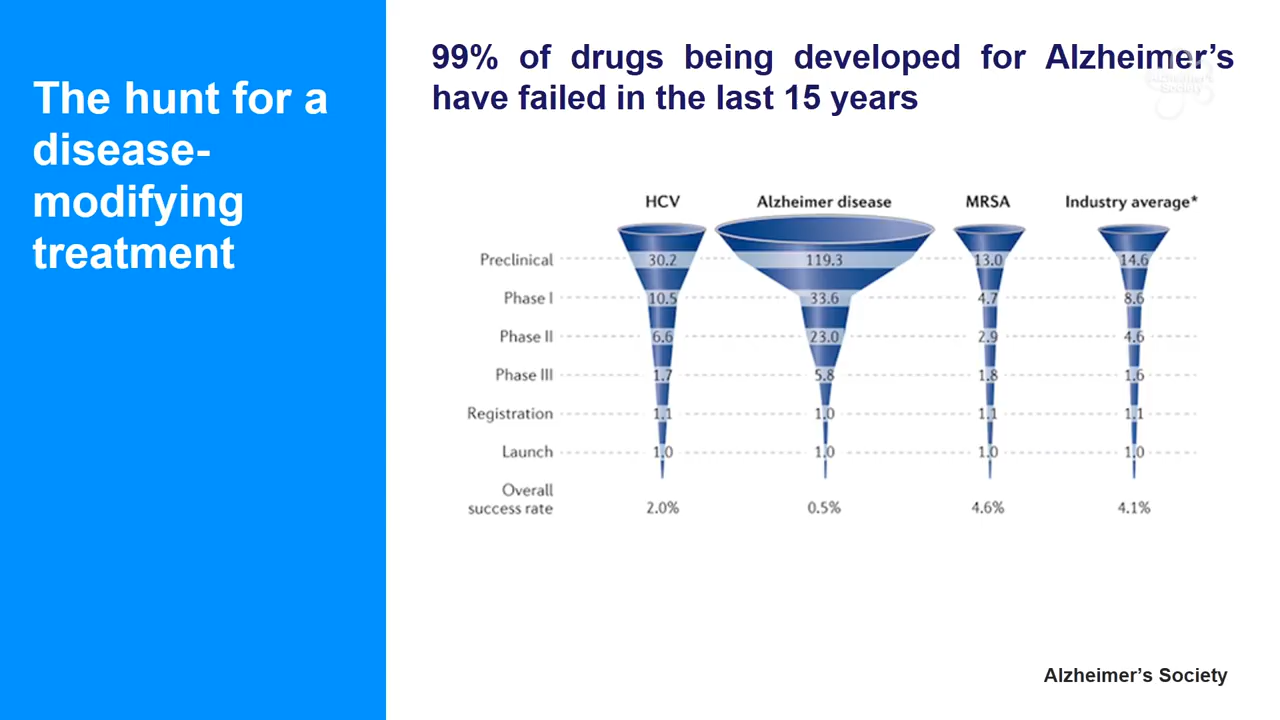 The hunt for a
disease-
modifying
treatment
99% of drugs being developed for Alzheimer’s
have failed in the last 15 years
Alzheimer's
Society
HCV Alzheimer disease MRSA Industry average*
Preclinical 30.2 119.3 13.0 14.6
Phase I 10.5 33.6 4.7 8.6
Phase II 6.6 23.0 2.9 4.6
Phase III 1.7 5.8 1.8 1.6
Registration 1.1 1.0 1.1 1.1
Launch 1.0 1.0 1.0 1.0
Overall
success rate 2.0% 0.5% 4.6% 4.1%
Alzheimer’s Society